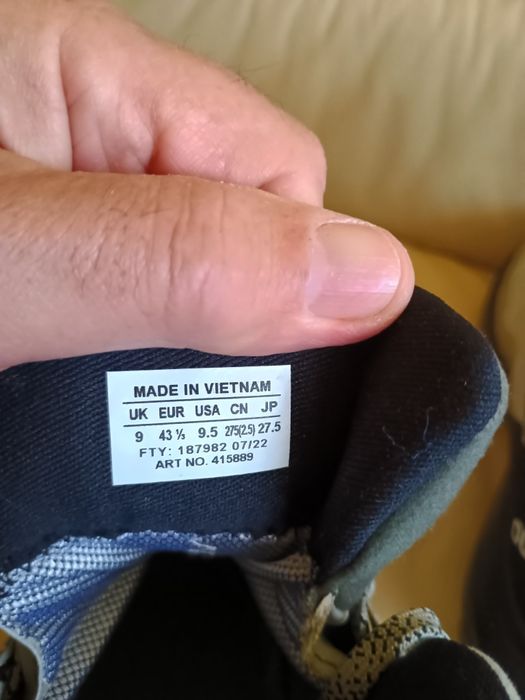 MADE IN VIETNAM
UK EUR USA CN JP
9 43 ⅓ 9.5 275(2.5) 27.5
FTY: 187982 07/22
ART NO. 415889